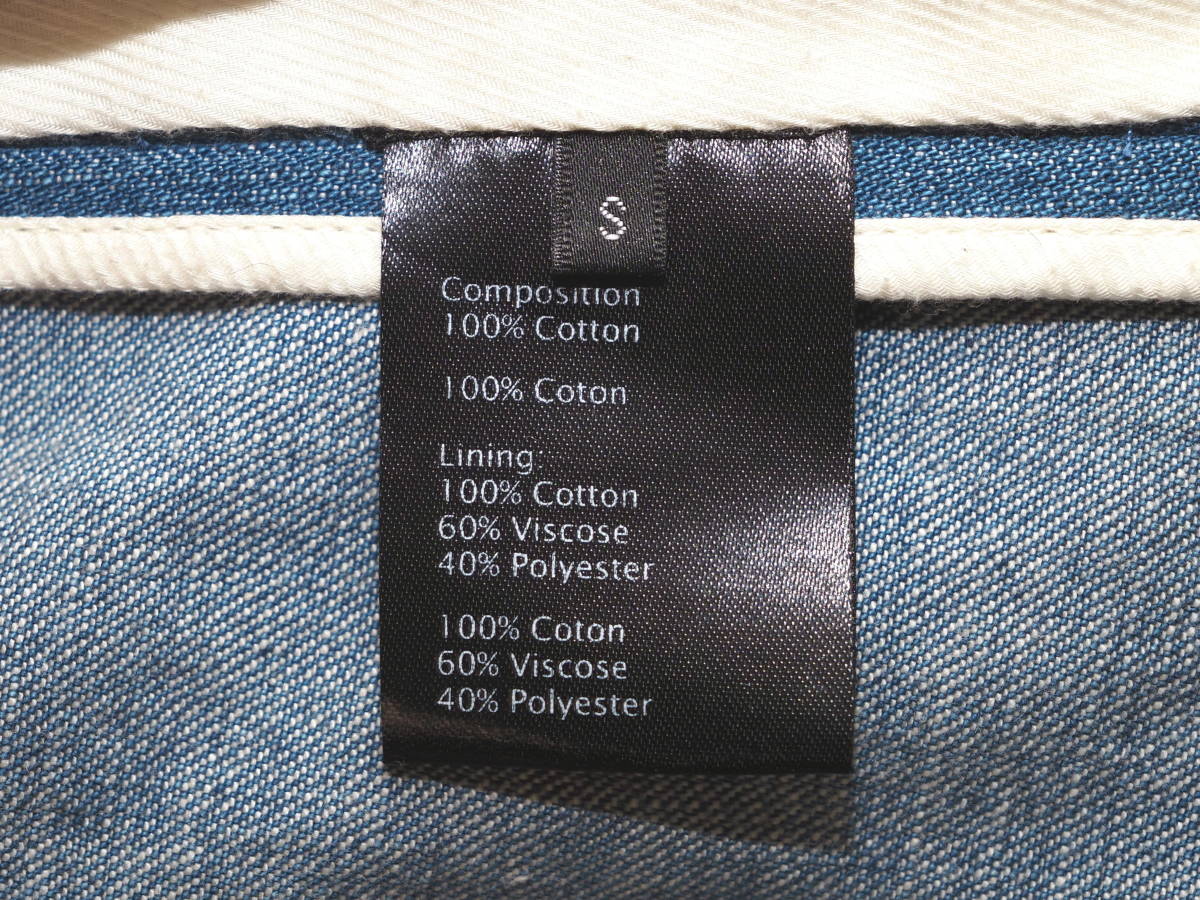 S
Composition
100% Cotton
100% Coton
Lining:
100% Cotton
60% Viscose
40% Polyester
100% Coton
60% Viscose
40% Polyester